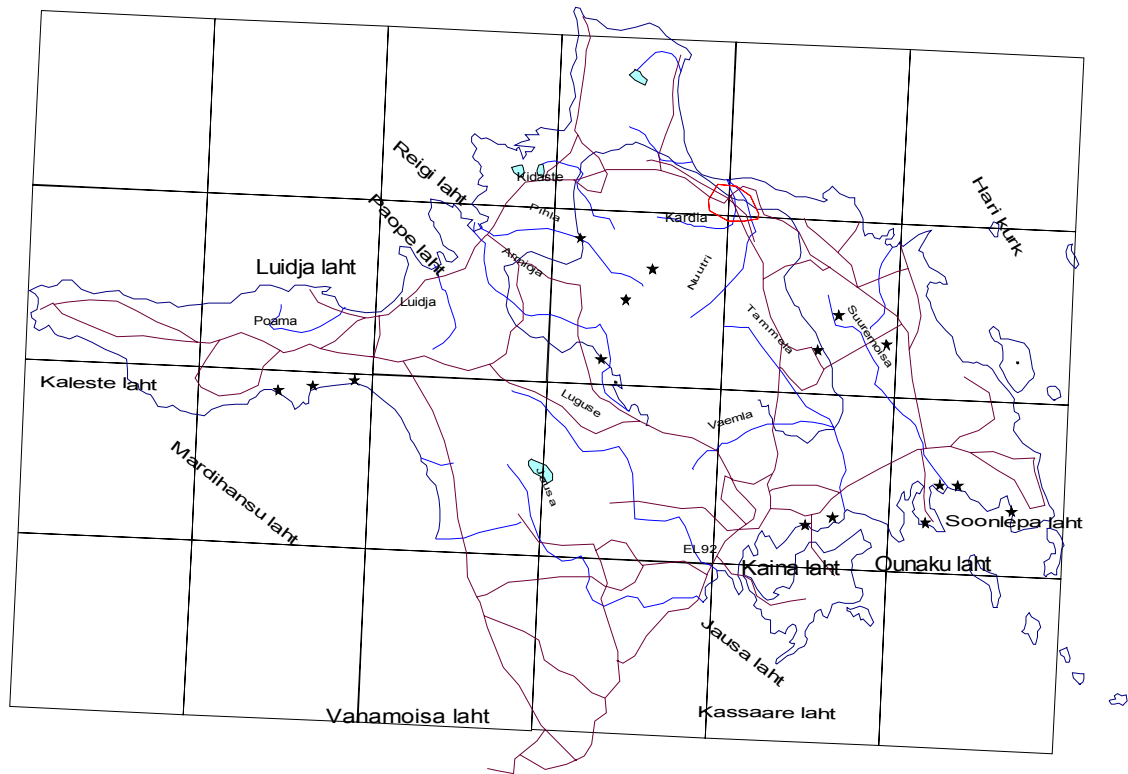 Reigi laht
Kidaste
Hari kurk
Paope laht
Pihla
Kardla
Luidja laht
Armioja
Nuutri
Luidja
Poama
Tammela
Suuremoisa
Kaleste laht
Luguse
Vaemla
Mardihansu laht
Jausa
Soonlepa laht
EL92
Kaina laht
Ounaku laht
Jausa laht
Vanamoisa laht
Kassaare laht